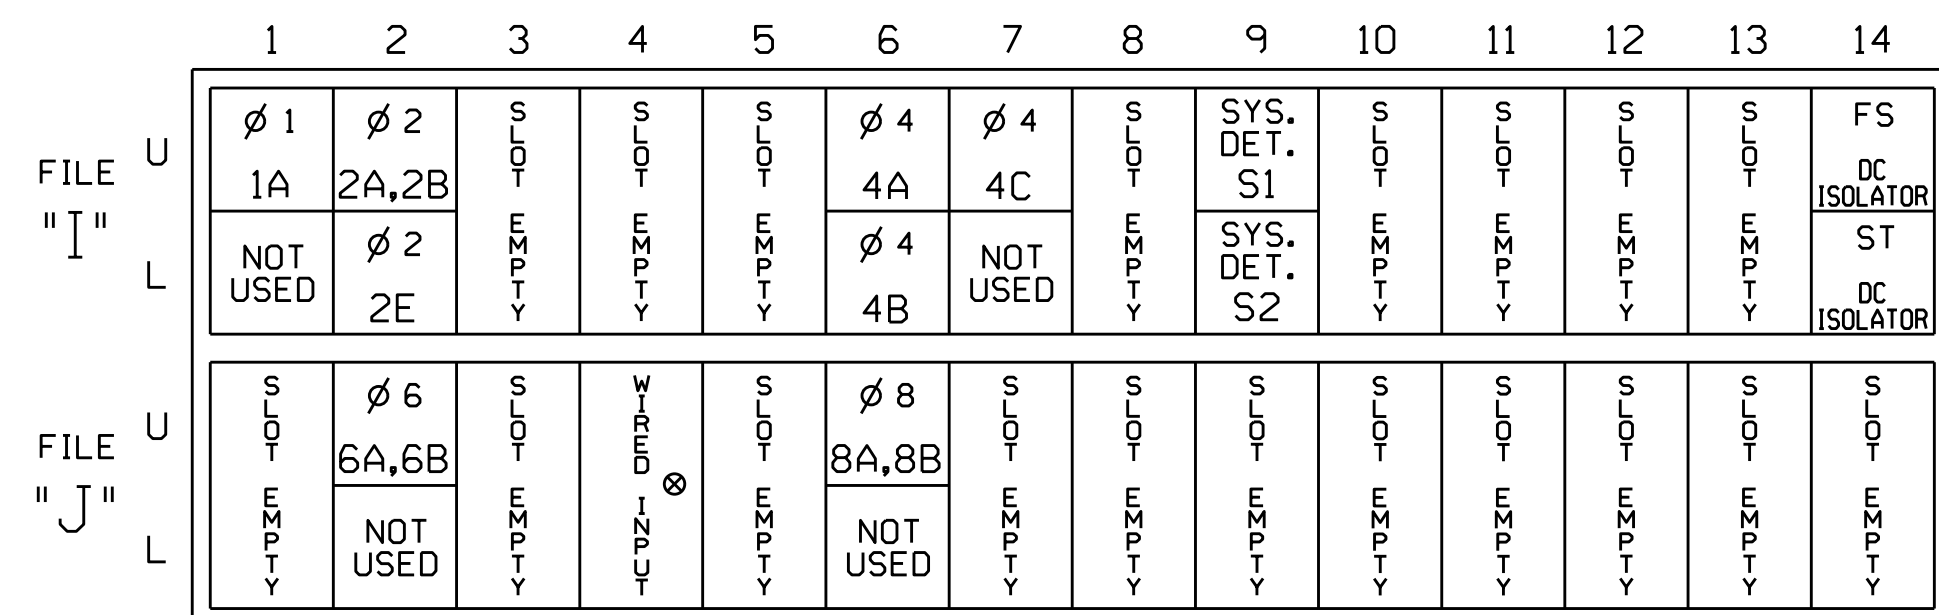 1 2 3 4 5 6 7 8 9 10 11 12 13 14
FILE "I"
U
L
Ø 1
1A
NOT
USED
Ø 2
2A,2B
Ø 2
2E
SLOT EMPTY
SLOT EMPTY
SLOT EMPTY
Ø 4
4A
Ø 4
4B
Ø 4
4C
NOT
USED
SLOT EMPTY
SYS.
DET.
S1
SYS.
DET.
S2
SLOT EMPTY
SLOT EMPTY
SLOT EMPTY
SLOT EMPTY
FS
DC
ISOLATOR
ST
DC
ISOLATOR
FILE "J"
U
L
SLOT EMPTY
Ø 6
6A,6B
NOT
USED
SLOT EMPTY
WIRED INPUT ⊗
SLOT EMPTY
Ø 8
8A,8B
NOT
USED
SLOT EMPTY
SLOT EMPTY
SLOT EMPTY
SLOT EMPTY
SLOT EMPTY
SLOT EMPTY
SLOT EMPTY
SLOT EMPTY